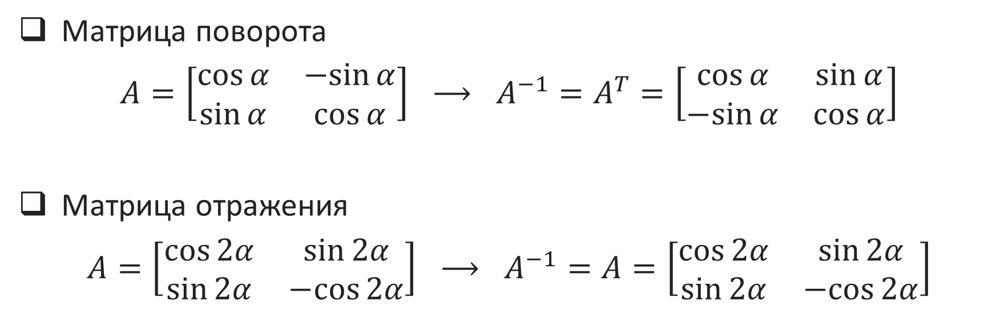 ❑ Матрица поворота
A = [cos α −sin α; sin α cos α] ⟶ A⁻¹ = Aᵀ = [cos α sin α; −sin α cos α]
❑ Матрица отражения
A = [cos 2α sin 2α; sin 2α −cos 2α] ⟶ A⁻¹ = A = [cos 2α sin 2α; sin 2α −cos 2α]